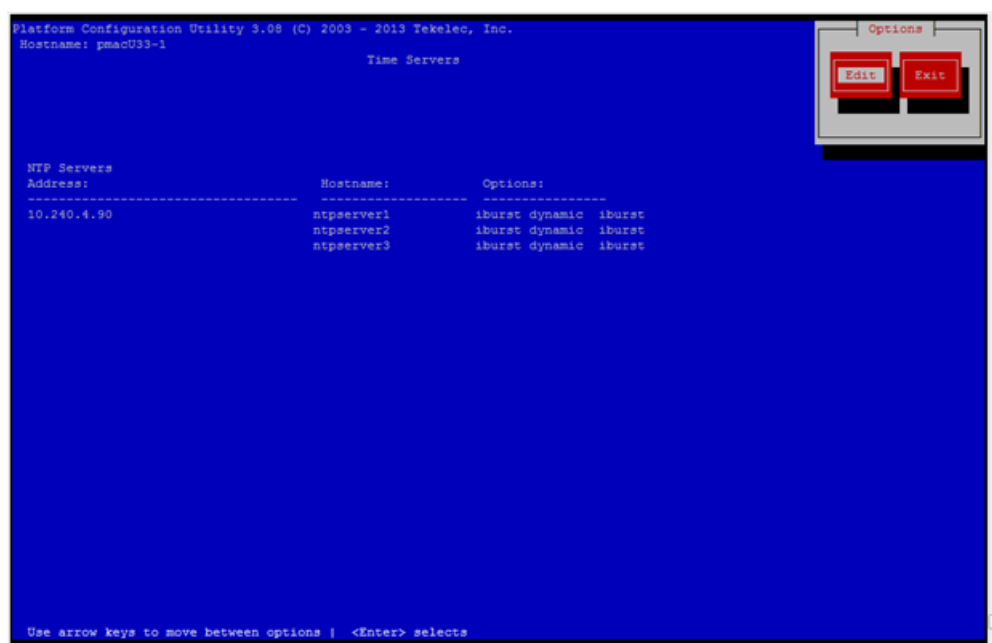 Platform Configuration Utility 3.08 (C) 2003 - 2013 Tekelec, Inc.
Hostname: pmacU33-1
Time Servers
Options
Edit Exit
NTP Servers
Address: Hostname: Options:
----------------------------------- ------------------- ----------------
10.240.4.90 ntpserver1 iburst dynamic iburst
ntpserver2 iburst dynamic iburst
ntpserver3 iburst dynamic iburst
Use arrow keys to move between options | <Enter> selects